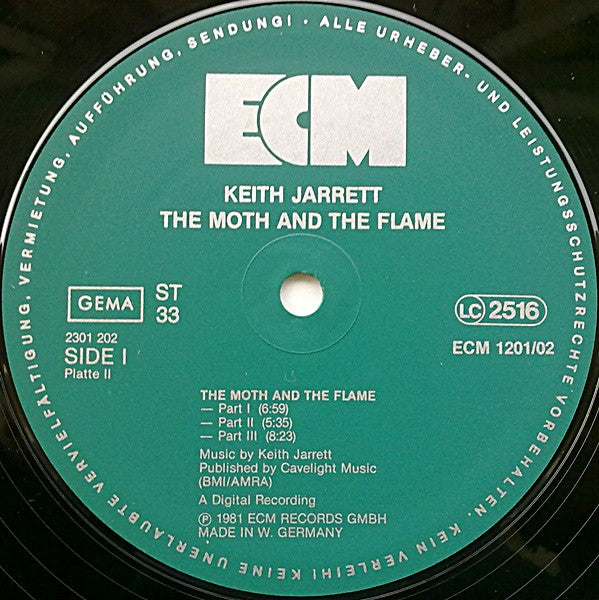 ALLE URHEBER- UND LEISTUNGSSCHUTZRECHTE VORBEHALTEN. KEIN VERLEIH! KEINE UNERLAUBTE VERVIELFÄLTIGUNG, VERMIETUNG, AUFFÜHRUNG, SENDUNG! •
ECM
KEITH JARRETT
THE MOTH AND THE FLAME
GEMA
ST
33
LC 2516
2301 202
SIDE I
Platte II
ECM 1201/02
THE MOTH AND THE FLAME
— Part I (6:59)
— Part II (5:35)
— Part III (8:23)
Music by Keith Jarrett
Published by Cavelight Music
(BMI/AMRA)
A Digital Recording
Ⓟ 1981 ECM RECORDS GMBH
MADE IN W. GERMANY